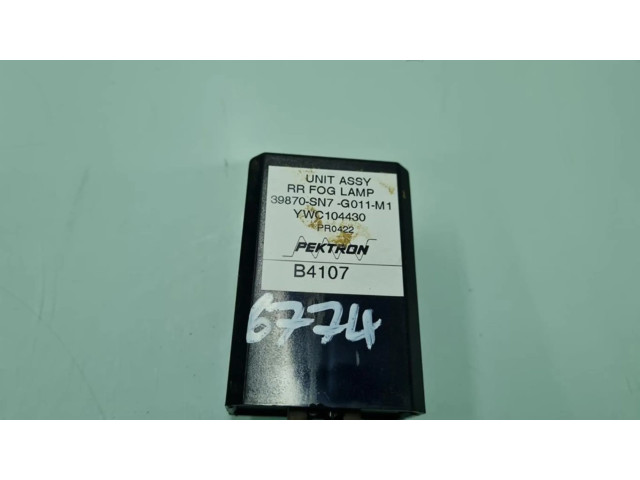 UNIT ASSY
RR FOG LAMP
39870-SN7 -G011-M1
YWC104430
PR0422
PEKTRON
B4107
6774